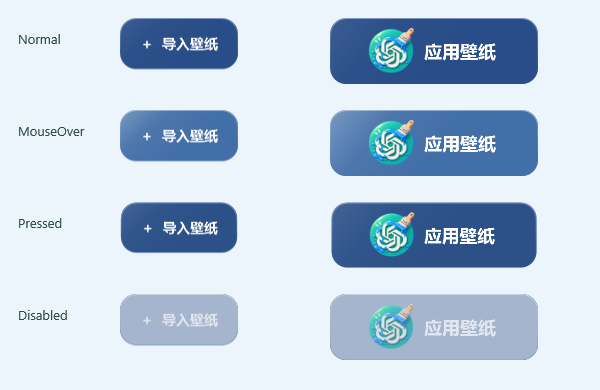 Normal
+ 导入壁纸
应用壁纸
MouseOver
+ 导入壁纸
应用壁纸
Pressed
+ 导入壁纸
应用壁纸
Disabled
+ 导入壁纸
应用壁纸